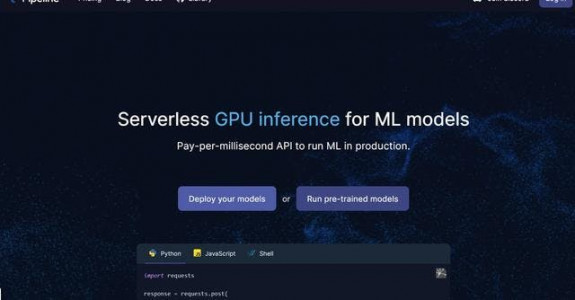 Pipeline Pricing Blog Docs Library Join Discord Log in
Serverless GPU inference for ML models
Pay-per-millisecond API to run ML in production.
Deploy your models or Run pre-trained models
Python JavaScript Shell
import requests
response = requests.post(